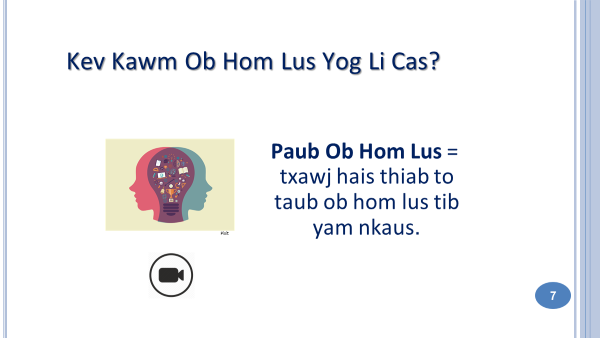 Kev Kawm Ob Hom Lus Yog Li Cas?
Paub Ob Hom Lus =
txawj hais thiab to
taub ob hom lus tib
yam nkaus.
7